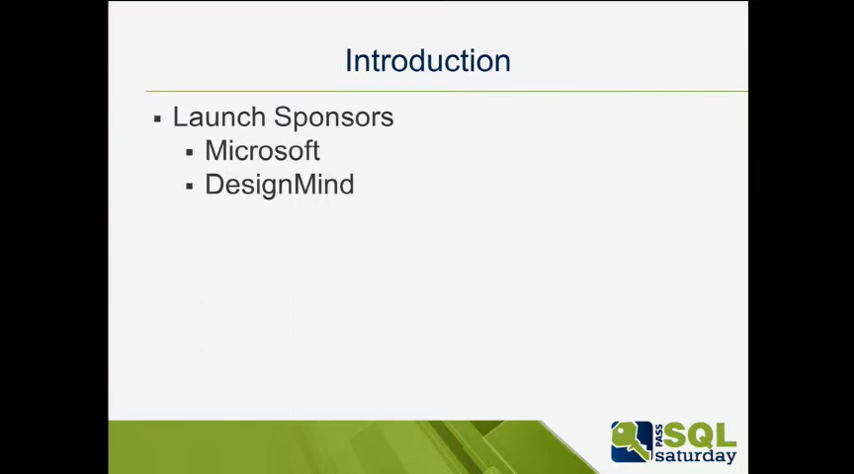 Introduction
Launch Sponsors
Microsoft
DesignMind
PASS SQL
saturday